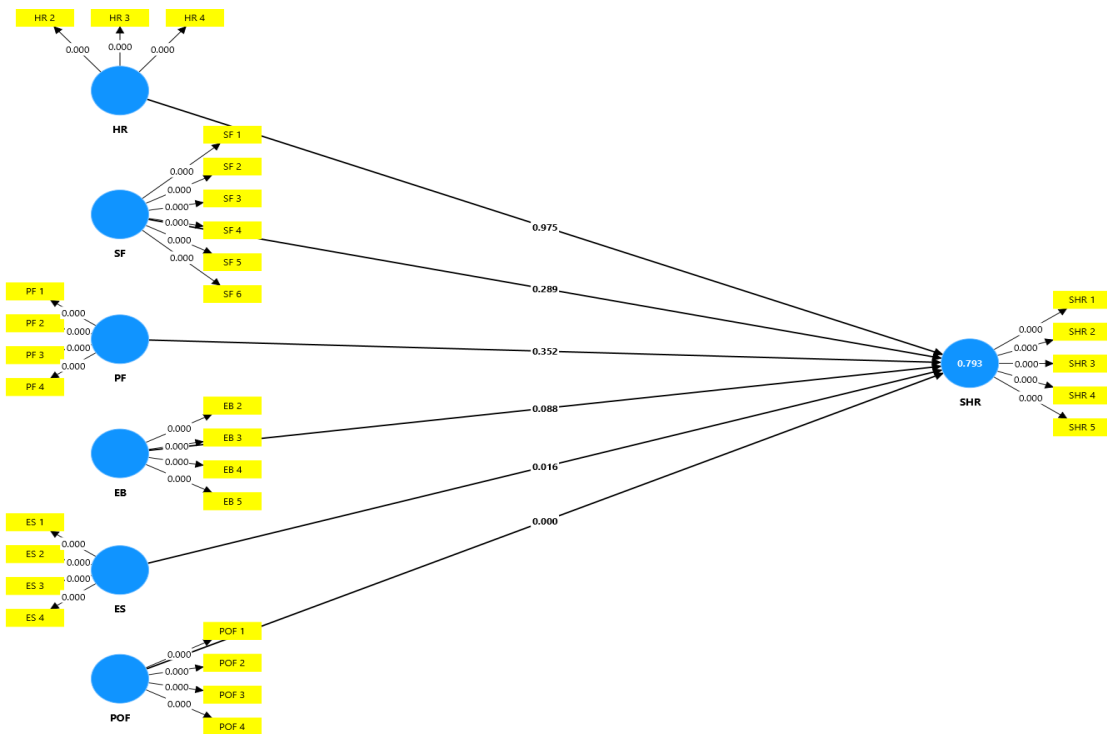 HR 2
HR 3
HR 4
0.000
0.000
0.000
HR
SF 1
SF 2
SF 3
SF 4
SF 5
SF 6
0.000
0.000
0.000
0.000
0.000
0.000
SF
PF 1
PF 2
PF 3
PF 4
0.000
0.000
0.000
0.000
PF
EB 2
EB 3
EB 4
EB 5
0.000
0.000
0.000
0.000
EB
ES 1
ES 2
ES 3
ES 4
0.000
0.000
0.000
0.000
ES
POF 1
POF 2
POF 3
POF 4
0.000
0.000
0.000
0.000
POF
0.975
0.289
0.352
0.088
0.016
0.000
0.793
SHR
0.000
0.000
0.000
0.000
0.000
SHR 1
SHR 2
SHR 3
SHR 4
SHR 5